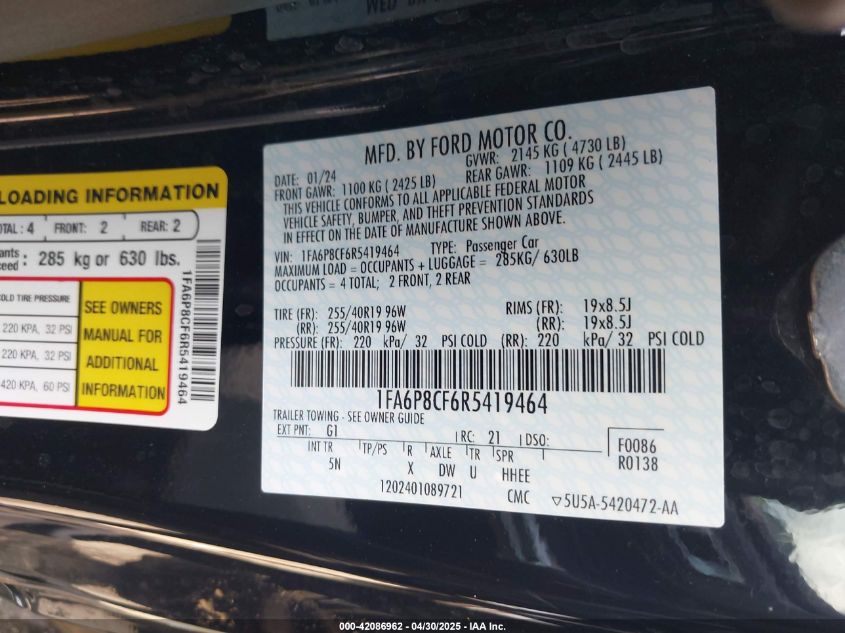 LOADING INFORMATION
TOTAL: 4 FRONT: 2 REAR: 2
285 kg or 630 lbs.
COLD TIRE PRESSURE
220 KPA, 32 PSI
220 KPA, 32 PSI
420 KPA, 60 PSI
SEE OWNERS
MANUAL FOR
ADDITIONAL
INFORMATION
1FA6P8CF6R5419464
MFD. BY FORD MOTOR CO.
DATE: 01/24 GVWR: 2145 KG ( 4730 LB)
FRONT GAWR: 1100 KG ( 2425 LB) REAR GAWR: 1109 KG ( 2445 LB)
THIS VEHICLE CONFORMS TO ALL APPLICABLE FEDERAL MOTOR
VEHICLE SAFETY, BUMPER, AND THEFT PREVENTION STANDARDS
IN EFFECT ON THE DATE OF MANUFACTURE SHOWN ABOVE.
VIN: 1FA6P8CF6R5419464 TYPE: Passenger Car
MAXIMUM LOAD = OCCUPANTS + LUGGAGE = 285KG/ 630LB
OCCUPANTS = 4 TOTAL; 2 FRONT, 2 REAR
TIRE (FR): 255/40R19 96W RIMS (FR): 19x8.5J
(RR): 255/40R19 96W (RR): 19x8.5J
PRESSURE (FR): 220 kPa/ 32 PSI COLD (RR): 220 kPa/ 32 PSI COLD
1FA6P8CF6R5419464
TRAILER TOWING - SEE OWNER GUIDE
EXT PNT: G1 RC: 21 DSO:
F0086
R0138
INT TR TP/PS R AXLE TR SPR
5N X DW U HHEE
1202401089721 CMC 5U5A-5420472-AA
000-42086962 - 04/30/2025 - IAA Inc.